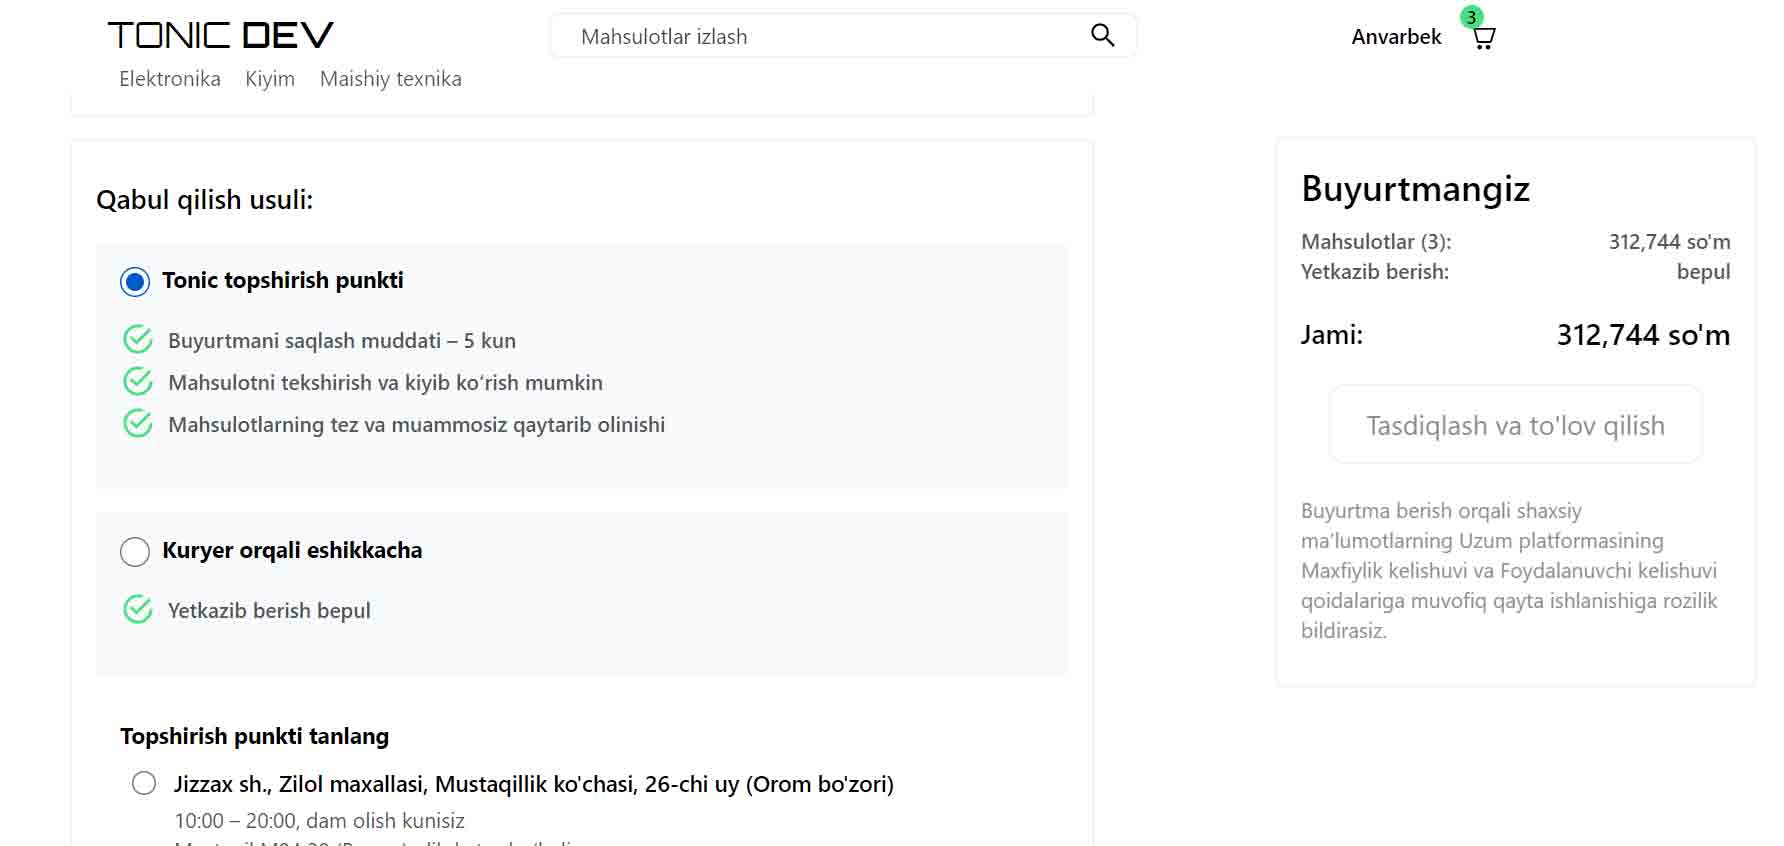 TONIC DEV
Mahsulotlar izlash
Anvarbek
3
Elektronika Kiyim Maishiy texnika
Qabul qilish usuli:
Tonic topshirish punkti
Buyurtmani saqlash muddati – 5 kun
Mahsulotni tekshirish va kiyib koʻrish mumkin
Mahsulotlarning tez va muammosiz qaytarib olinishi
Kuryer orqali eshikkacha
Yetkazib berish bepul
Topshirish punkti tanlang
Jizzax sh., Zilol maxallasi, Mustaqillik ko'chasi, 26-chi uy (Orom bo'zori)
10:00 – 20:00, dam olish kunisiz
Buyurtmangiz
Mahsulotlar (3): 312,744 so'm
Yetkazib berish: bepul
Jami: 312,744 so'm
Tasdiqlash va to'lov qilish
Buyurtma berish orqali shaxsiy
ma’lumotlarning Uzum platformasining
Maxfiylik kelishuvi va Foydalanuvchi kelishuvi
qoidalariga muvofiq qayta ishlanishiga rozilik
bildirasiz.